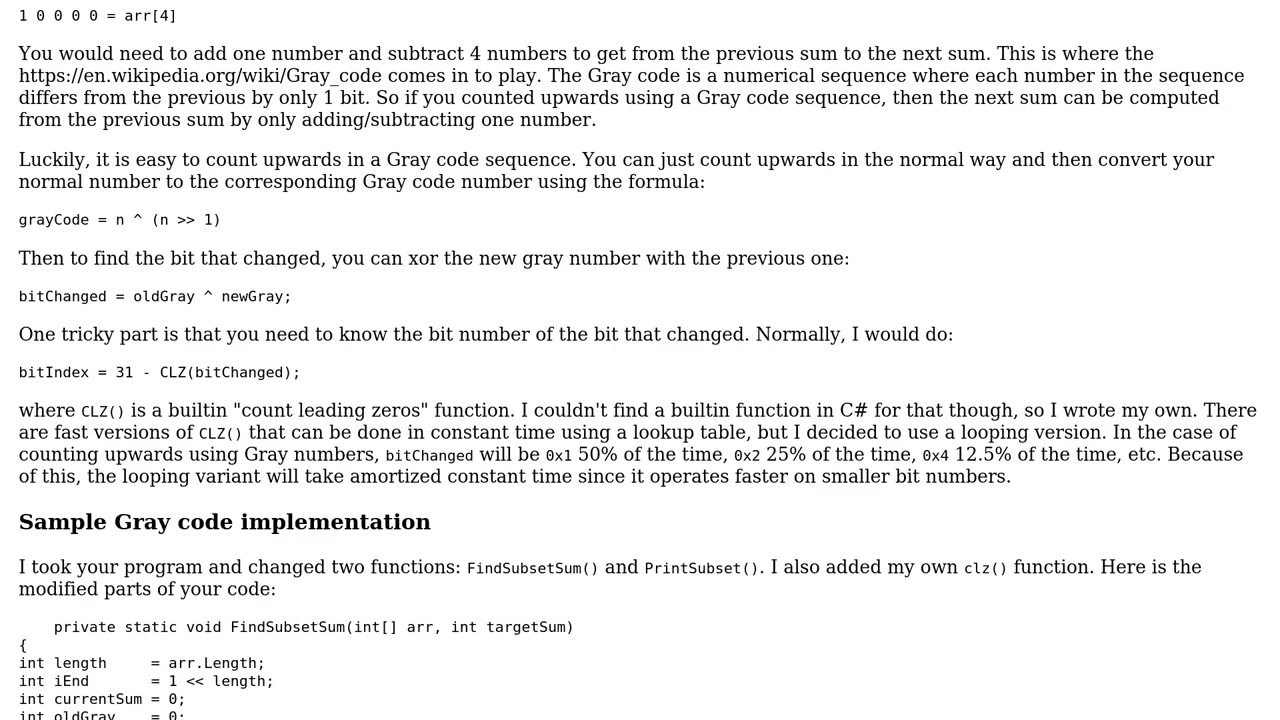 1 0 0 0 0 = arr[4]
You would need to add one number and subtract 4 numbers to get from the previous sum to the next sum. This is where the
https://en.wikipedia.org/wiki/Gray_code comes in to play. The Gray code is a numerical sequence where each number in the sequence
differs from the previous by only 1 bit. So if you counted upwards using a Gray code sequence, then the next sum can be computed
from the previous sum by only adding/subtracting one number.
Luckily, it is easy to count upwards in a Gray code sequence. You can just count upwards in the normal way and then convert your
normal number to the corresponding Gray code number using the formula:
grayCode = n ^ (n >> 1)
Then to find the bit that changed, you can xor the new gray number with the previous one:
bitChanged = oldGray ^ newGray;
One tricky part is that you need to know the bit number of the bit that changed. Normally, I would do:
bitIndex = 31 - CLZ(bitChanged);
where CLZ() is a builtin "count leading zeros" function. I couldn't find a builtin function in C# for that though, so I wrote my own. There
are fast versions of CLZ() that can be done in constant time using a lookup table, but I decided to use a looping version. In the case of
counting upwards using Gray numbers, bitChanged will be 0x1 50% of the time, 0x2 25% of the time, 0x4 12.5% of the time, etc. Because
of this, the looping variant will take amortized constant time since it operates faster on smaller bit numbers.
Sample Gray code implementation
I took your program and changed two functions: FindSubsetSum() and PrintSubset(). I also added my own clz() function. Here is the
modified parts of your code:
    private static void FindSubsetSum(int[] arr, int targetSum)
{
int length     = arr.Length;
int iEnd       = 1 << length;
int currentSum = 0;
int oldGray    = 0;